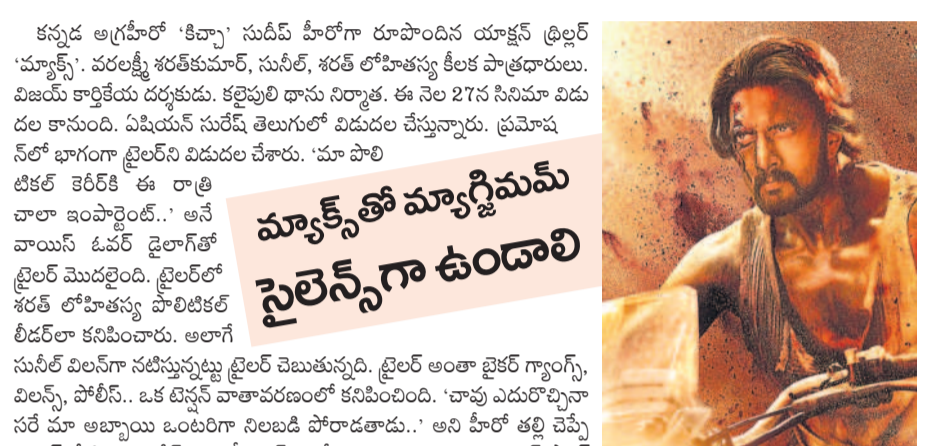 కన్నడ అగ్రహీరో ‘కిచ్చా’ సుదీప్ హీరోగా రూపొందిన యాక్షన్ థ్రిల్లర్
‘మ్యాక్స్’. వరలక్ష్మీ శరత్‌కుమార్, సునీల్, శరత్ లోహితస్య కీలక పాత్రధారులు.
విజయ్ కార్తికేయ దర్శకుడు. కలైపులి థాను నిర్మాత. ఈ నెల 27న సినిమా విడు
దల కానుంది. ఏషియన్ సురేష్ తెలుగులో విడుదల చేస్తున్నారు. ప్రమోష
న్‌లో భాగంగా ట్రైలర్‌ని విడుదల చేశారు. ‘మా పొలి
టికల్ కెరీర్‌కి ఈ రాత్రి
చాలా ఇంపార్టెంట్..’ అనే
వాయిస్ ఓవర్ డైలాగ్‌తో
ట్రైలర్ మొదలైంది. ట్రైలర్‌లో
శరత్ లోహితస్య పొలిటికల్
లీడర్‌లా కనిపించారు. అలాగే
మ్యాక్స్‌తో మ్యాగ్జిమమ్
సైలెన్స్‌గా ఉండాలి
సునీల్ విలన్‌గా నటిస్తున్నట్టు ట్రైలర్ చెబుతున్నది. ట్రైలర్ అంతా బైకర్ గ్యాంగ్స్,
విలన్స్, పోలీస్.. ఒక టెన్షన్ వాతావరణంలో కనిపించింది. ‘చావు ఎదురొచ్చినా
సరే మా అబ్బాయి ఒంటరిగా నిలబడి పోరాడతాడు..’ అని హీరో తల్లి చెప్పే